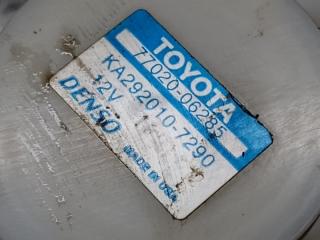 TOYOTA
77020-06285
KA292010-7290
12V
DENSO
MADE IN USA